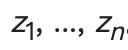 z₁, ..., zₙ.